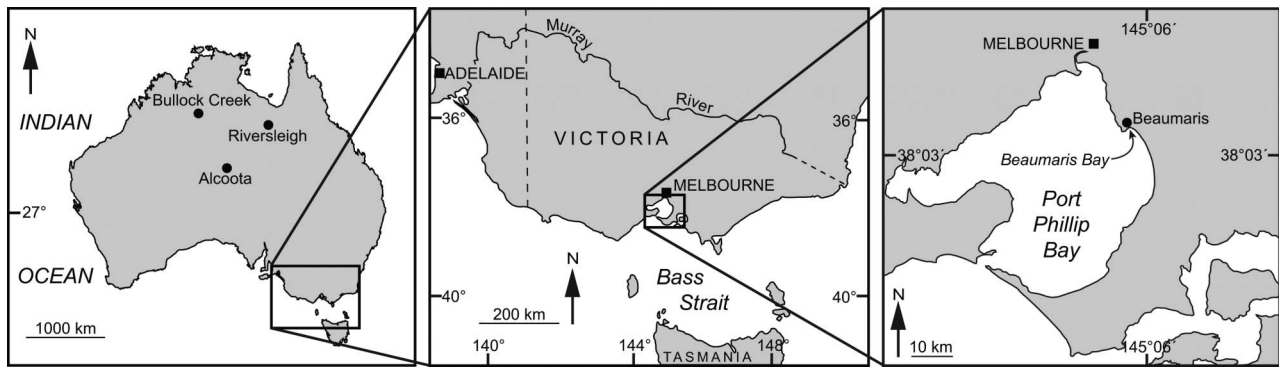 N
Bullock Creek
INDIAN
Riversleigh
Alcoota
27°
OCEAN
1000 km
Murray
ADELAIDE
River
36°
36°
VICTORIA
MELBOURNE
N
Bass
Strait
40°
40°
200 km
TASMANIA
140°
144°
148°
145°06´
MELBOURNE
Beaumaris
38°03´
38°03´
Beaumaris Bay
Port
Phillip
Bay
N
10 km
145°06´